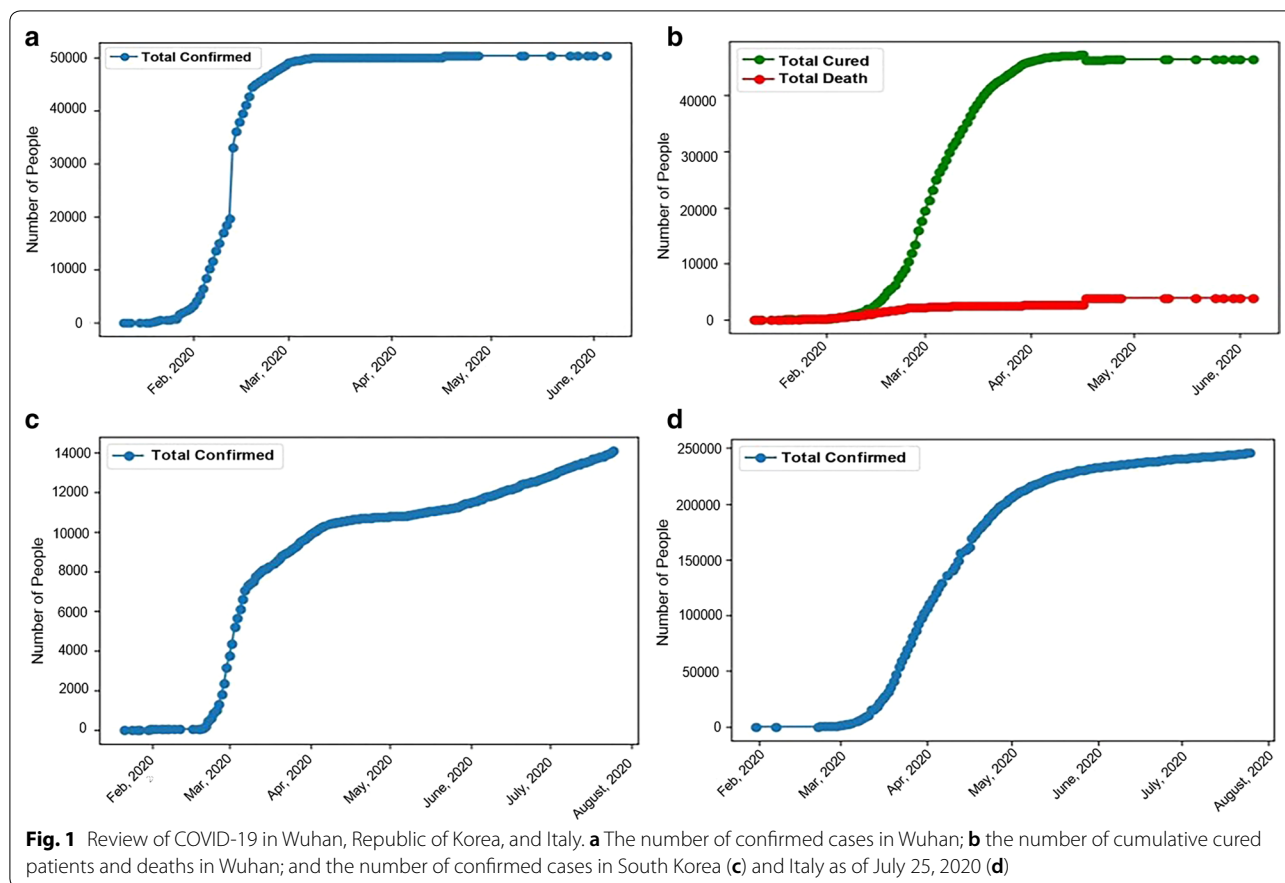 a
Total Confirmed
Number of People
50000
40000
30000
20000
10000
0
Feb, 2020
Mar, 2020
Apr, 2020
May, 2020
June, 2020
b
Total Cured
Total Death
Number of People
40000
30000
20000
10000
0
Feb, 2020
Mar, 2020
Apr, 2020
May, 2020
June, 2020
c
Total Confirmed
Number of People
14000
12000
10000
8000
6000
4000
2000
0
Feb, 2020
Mar, 2020
Apr, 2020
May, 2020
June, 2020
July, 2020
August, 2020
d
Total Confirmed
Number of People
250000
200000
150000
100000
50000
0
Feb, 2020
Mar, 2020
Apr, 2020
May, 2020
June, 2020
July, 2020
August, 2020
Fig. 1 Review of COVID-19 in Wuhan, Republic of Korea, and Italy. a The number of confirmed cases in Wuhan; b the number of cumulative cured
patients and deaths in Wuhan; and the number of confirmed cases in South Korea (c) and Italy as of July 25, 2020 (d)